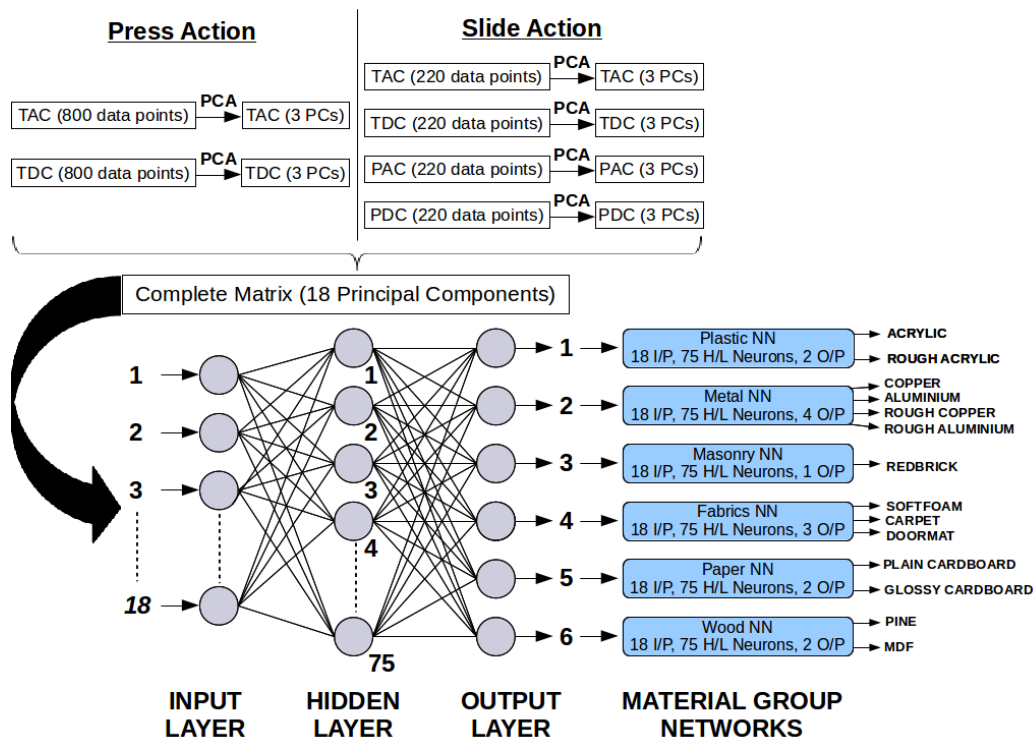 Press Action
Slide Action
TAC (800 data points)
PCA
TAC (3 PCs)
TDC (800 data points)
PCA
TDC (3 PCs)
TAC (220 data points)
PCA
TAC (3 PCs)
TDC (220 data points)
PCA
TDC (3 PCs)
PAC (220 data points)
PCA
PAC (3 PCs)
PDC (220 data points)
PCA
PDC (3 PCs)
Complete Matrix (18 Principal Components)
1
2
3
18
1
2
3
4
75
1
2
3
4
5
6
Plastic NN
18 I/P, 75 H/L Neurons, 2 O/P
ACRYLIC
ROUGH ACRYLIC
Metal NN
18 I/P, 75 H/L Neurons, 4 O/P
COPPER
ALUMINIUM
ROUGH COPPER
ROUGH ALUMINIUM
Masonry NN
18 I/P, 75 H/L Neurons, 1 O/P
REDBRICK
Fabrics NN
18 I/P, 75 H/L Neurons, 3 O/P
SOFTFOAM
CARPET
DOORMAT
Paper NN
18 I/P, 75 H/L Neurons, 2 O/P
PLAIN CARDBOARD
GLOSSY CARDBOARD
Wood NN
18 I/P, 75 H/L Neurons, 2 O/P
PINE
MDF
INPUT
LAYER
HIDDEN
LAYER
OUTPUT
LAYER
MATERIAL GROUP
NETWORKS